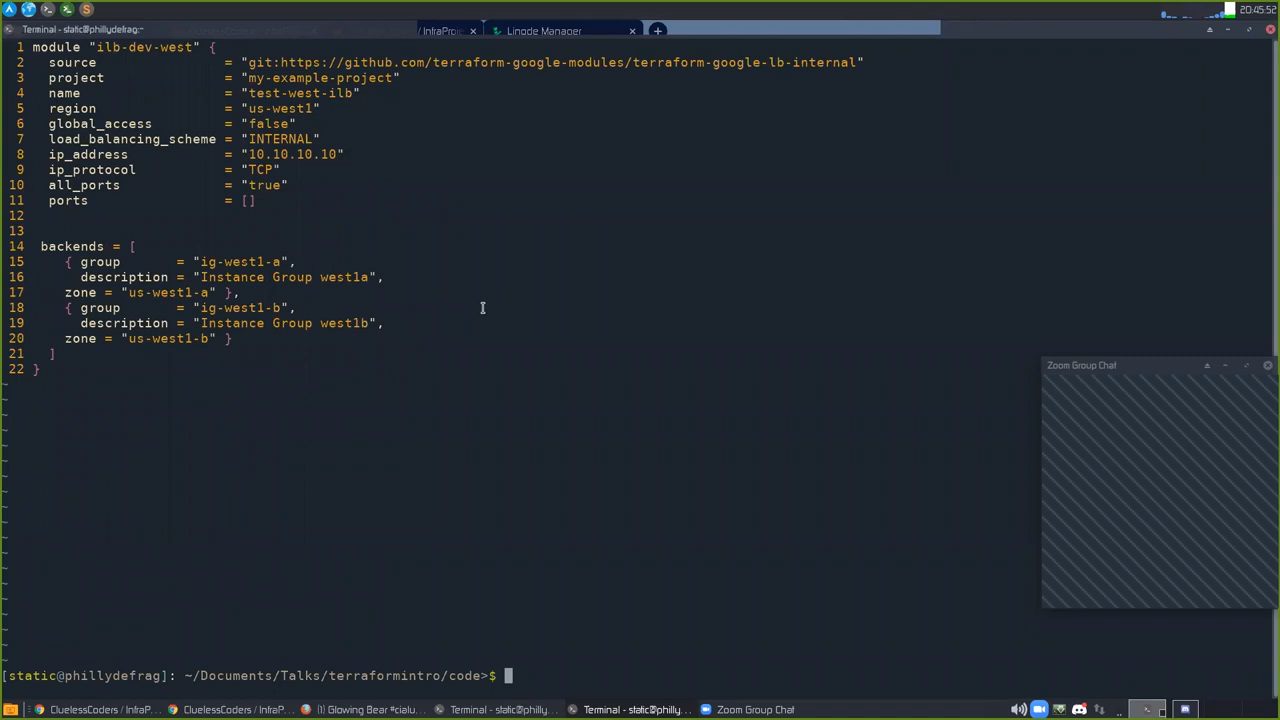 20:45:52
Terminal - static@phillydefrag:~
/ InfraProj
Linode Manager
1 module "ilb-dev-west" {
2 source = "git:https://github.com/terraform-google-modules/terraform-google-lb-internal"
3 project = "my-example-project"
4 name = "test-west-ilb"
5 region = "us-west1"
6 global_access = "false"
7 load_balancing_scheme = "INTERNAL"
8 ip_address = "10.10.10.10"
9 ip_protocol = "TCP"
10 all_ports = "true"
11 ports = []
12
13
14 backends = [
15 { group = "ig-west1-a",
16 description = "Instance Group west1a",
17 zone = "us-west1-a" },
18 { group = "ig-west1-b",
19 description = "Instance Group west1b",
20 zone = "us-west1-b" }
21 ]
22 }
Zoom Group Chat
[static@phillydefrag]: ~/Documents/Talks/terraformintro/code>$
CluelessCoders / InfraP... CluelessCoders / InfraP... (1) Glowing Bear #cialu... Terminal - static@philly... Terminal - static@philly... Zoom Group Chat